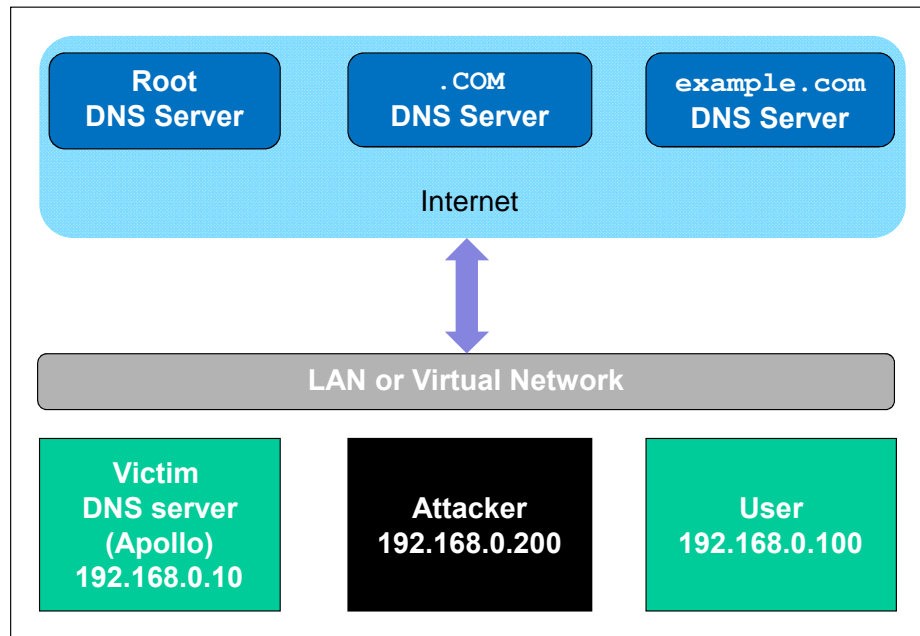 Root
DNS Server
.COM
DNS Server
example.com
DNS Server
Internet
LAN or Virtual Network
Victim
DNS server
(Apollo)
192.168.0.10
Attacker
192.168.0.200
User
192.168.0.100